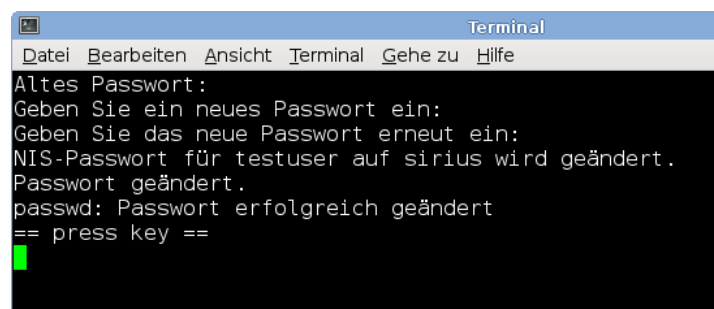 Terminal
Datei Bearbeiten Ansicht Terminal Gehe zu Hilfe
Altes Passwort:
Geben Sie ein neues Passwort ein:
Geben Sie das neue Passwort erneut ein:
NIS-Passwort für testuser auf sirius wird geändert.
Passwort geändert.
passwd: Passwort erfolgreich geändert
== press key ==